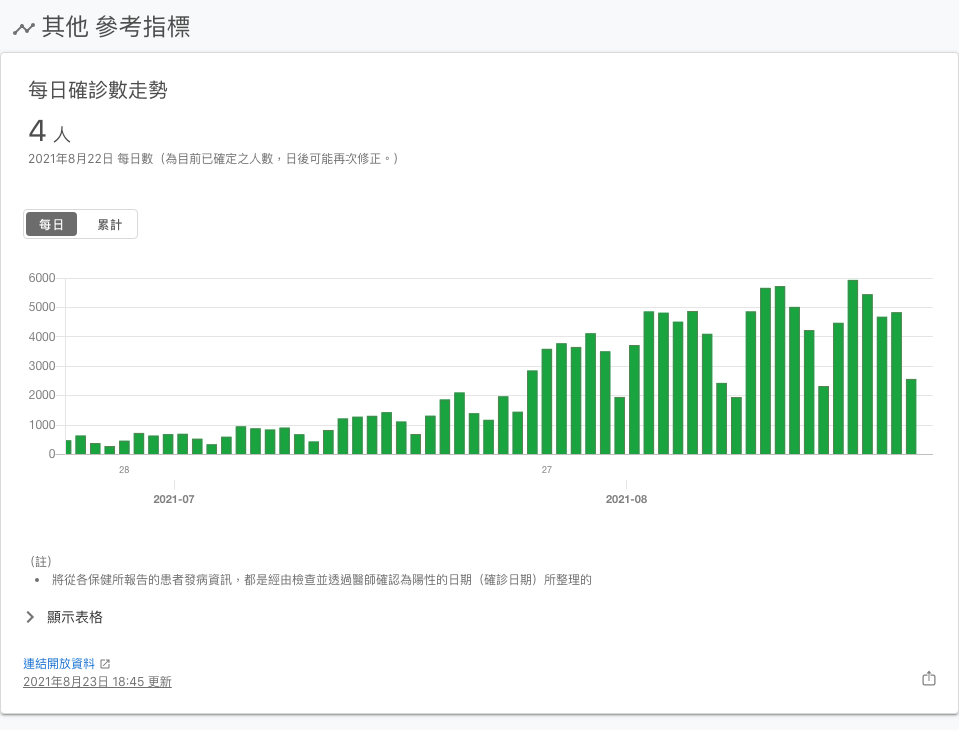 其他 參考指標
每日確診數走勢
4 人
2021年8月22日 每日數（為目前已確定之人數，日後可能再次修正。）
每日 累計
6000
5000
4000
3000
2000
1000
0
28 27
2021-07 2021-08
（註）
• 將從各保健所報告的患者發病資訊，都是經由檢查並透過醫師確認為陽性的日期（確診日期）所整理的
顯示表格
連結開放資料
2021年8月23日 18:45 更新